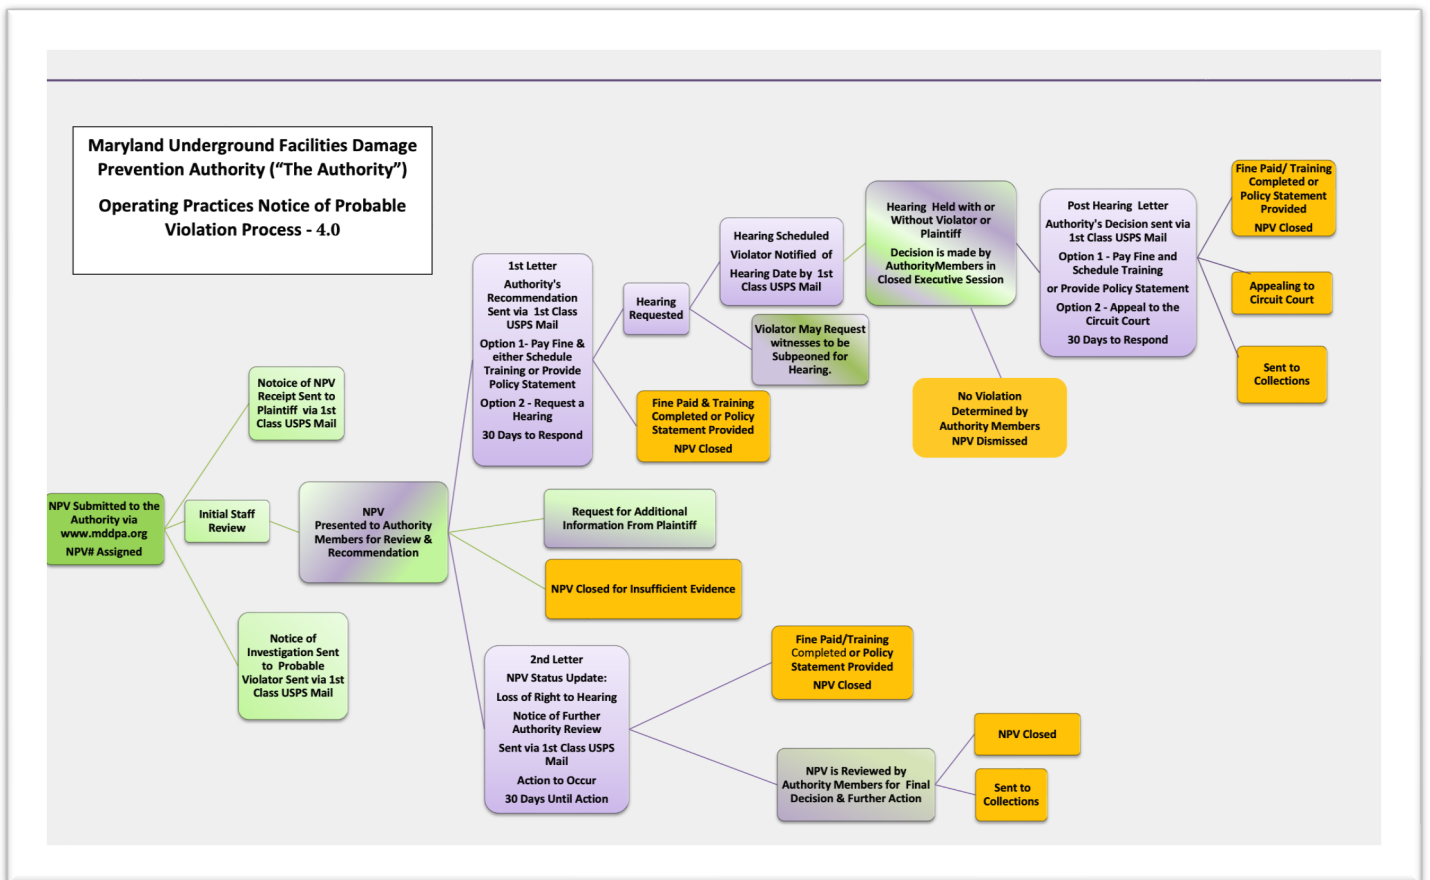 Maryland Underground Facilities Damage
Prevention Authority (“The Authority”)
Operating Practices Notice of Probable
Violation Process - 4.0
NPV Submitted to the
Authority via
www.mddpa.org
NPV# Assigned
Notoice of NPV
Receipt Sent to
Plaintiff via 1st
Class USPS Mail
Initial Staff
Review
Notice of
Investigation Sent
to Probable
Violator Sent via 1st
Class USPS Mail
NPV
Presented to Authority
Members for Review &
Recommendation
1st Letter
Authority's
Recommendation
Sent via 1st Class
USPS Mail
Option 1- Pay Fine &
either Schedule
Training or Provide
Policy Statement
Option 2 - Request a
Hearing
30 Days to Respond
Hearing
Requested
Hearing Scheduled
Violator Notified of
Hearing Date by 1st
Class USPS Mail
Violator May Request
witnesses to be
Subpeoned for
Hearing.
Fine Paid & Training
Completed or Policy
Statement Provided
NPV Closed
Hearing Held with or
Without Violator or
Plaintiff
Decision is made by
AuthorityMembers in
Closed Executive Session
No Violation
Determined by
Authority Members
NPV Dismissed
Post Hearing Letter
Authority's Decision sent via
1st Class USPS Mail
Option 1 - Pay Fine and
Schedule Training
or Provide Policy Statement
Option 2 - Appeal to the
Circuit Court
30 Days to Respond
Fine Paid/ Training
Completed or
Policy Statement
Provided
NPV Closed
Appealing to
Circuit Court
Sent to
Collections
Request for Additional
Information From Plaintiff
NPV Closed for Insufficient Evidence
2nd Letter
NPV Status Update:
Loss of Right to Hearing
Notice of Further
Authority Review
Sent via 1st Class USPS
Mail
Action to Occur
30 Days Until Action
Fine Paid/Training
Completed or Policy
Statement Provided
NPV Closed
NPV is Reviewed by
Authority Members for Final
Decision & Further Action
NPV Closed
Sent to
Collections